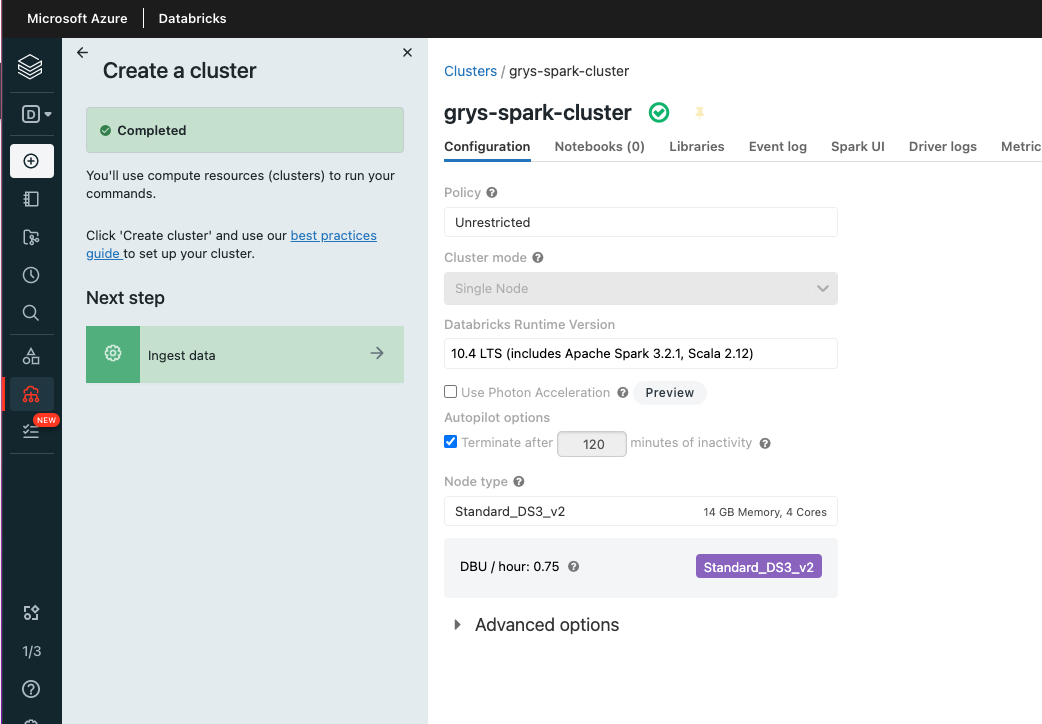 Microsoft Azure Databricks
D
NEW
1/3
Create a cluster
Completed
You'll use compute resources (clusters) to run your
commands.
Click 'Create cluster' and use our best practices
guide to set up your cluster.
Next step
Ingest data
Clusters / grys-spark-cluster
grys-spark-cluster
Configuration Notebooks (0) Libraries Event log Spark UI Driver logs Metric
Policy
Unrestricted
Cluster mode
Single Node
Databricks Runtime Version
10.4 LTS (includes Apache Spark 3.2.1, Scala 2.12)
Use Photon Acceleration Preview
Autopilot options
Terminate after 120 minutes of inactivity
Node type
Standard_DS3_v2 14 GB Memory, 4 Cores
DBU / hour: 0.75 Standard_DS3_v2
Advanced options